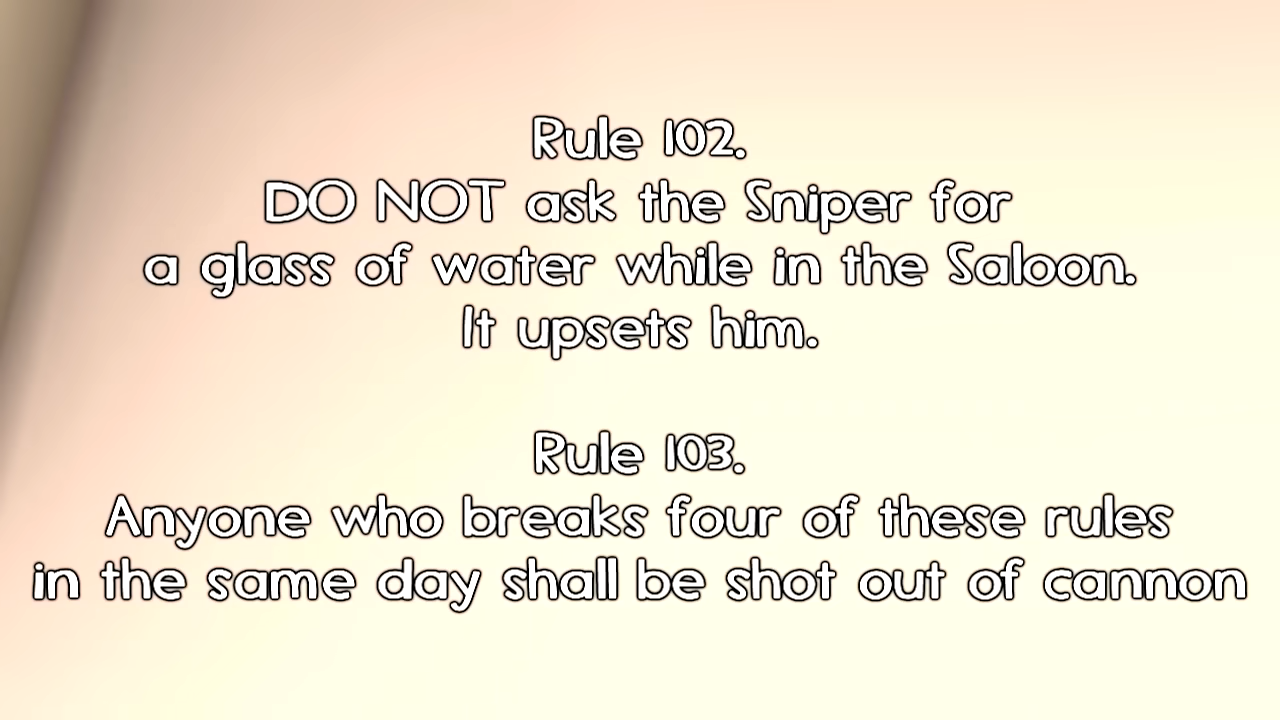 Rule 102.
DO NOT ask the Sniper for
a glass of water while in the Saloon.
It upsets him.
Rule 103.
Anyone who breaks four of these rules
in the same day shall be shot out of cannon